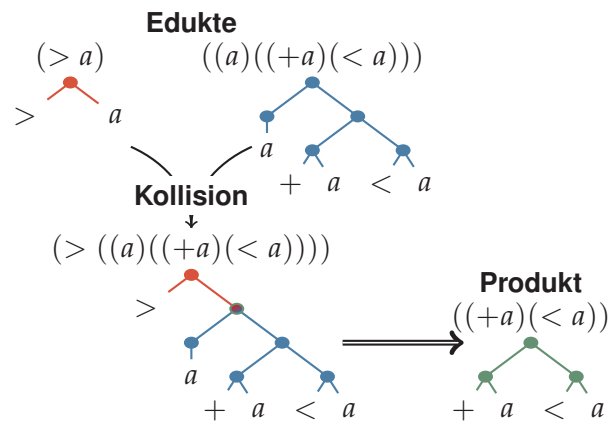 Edukte
(> a) ((a)((+a)(< a)))
> a
a
+ a < a
Kollision
(> ((a)((+a)(< a))))
>
a
+ a < a
Produkt
((+a)(< a))
+ a < a